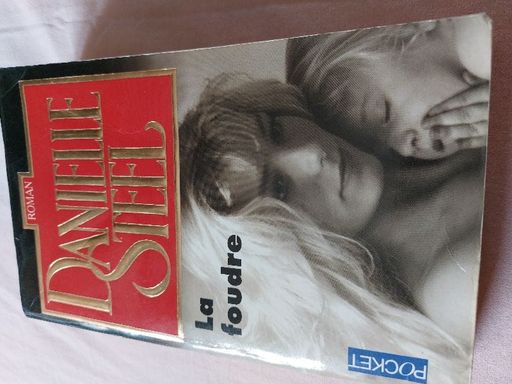 ROMAN
DANIELLE
STEEL
La
foudre
POCKET